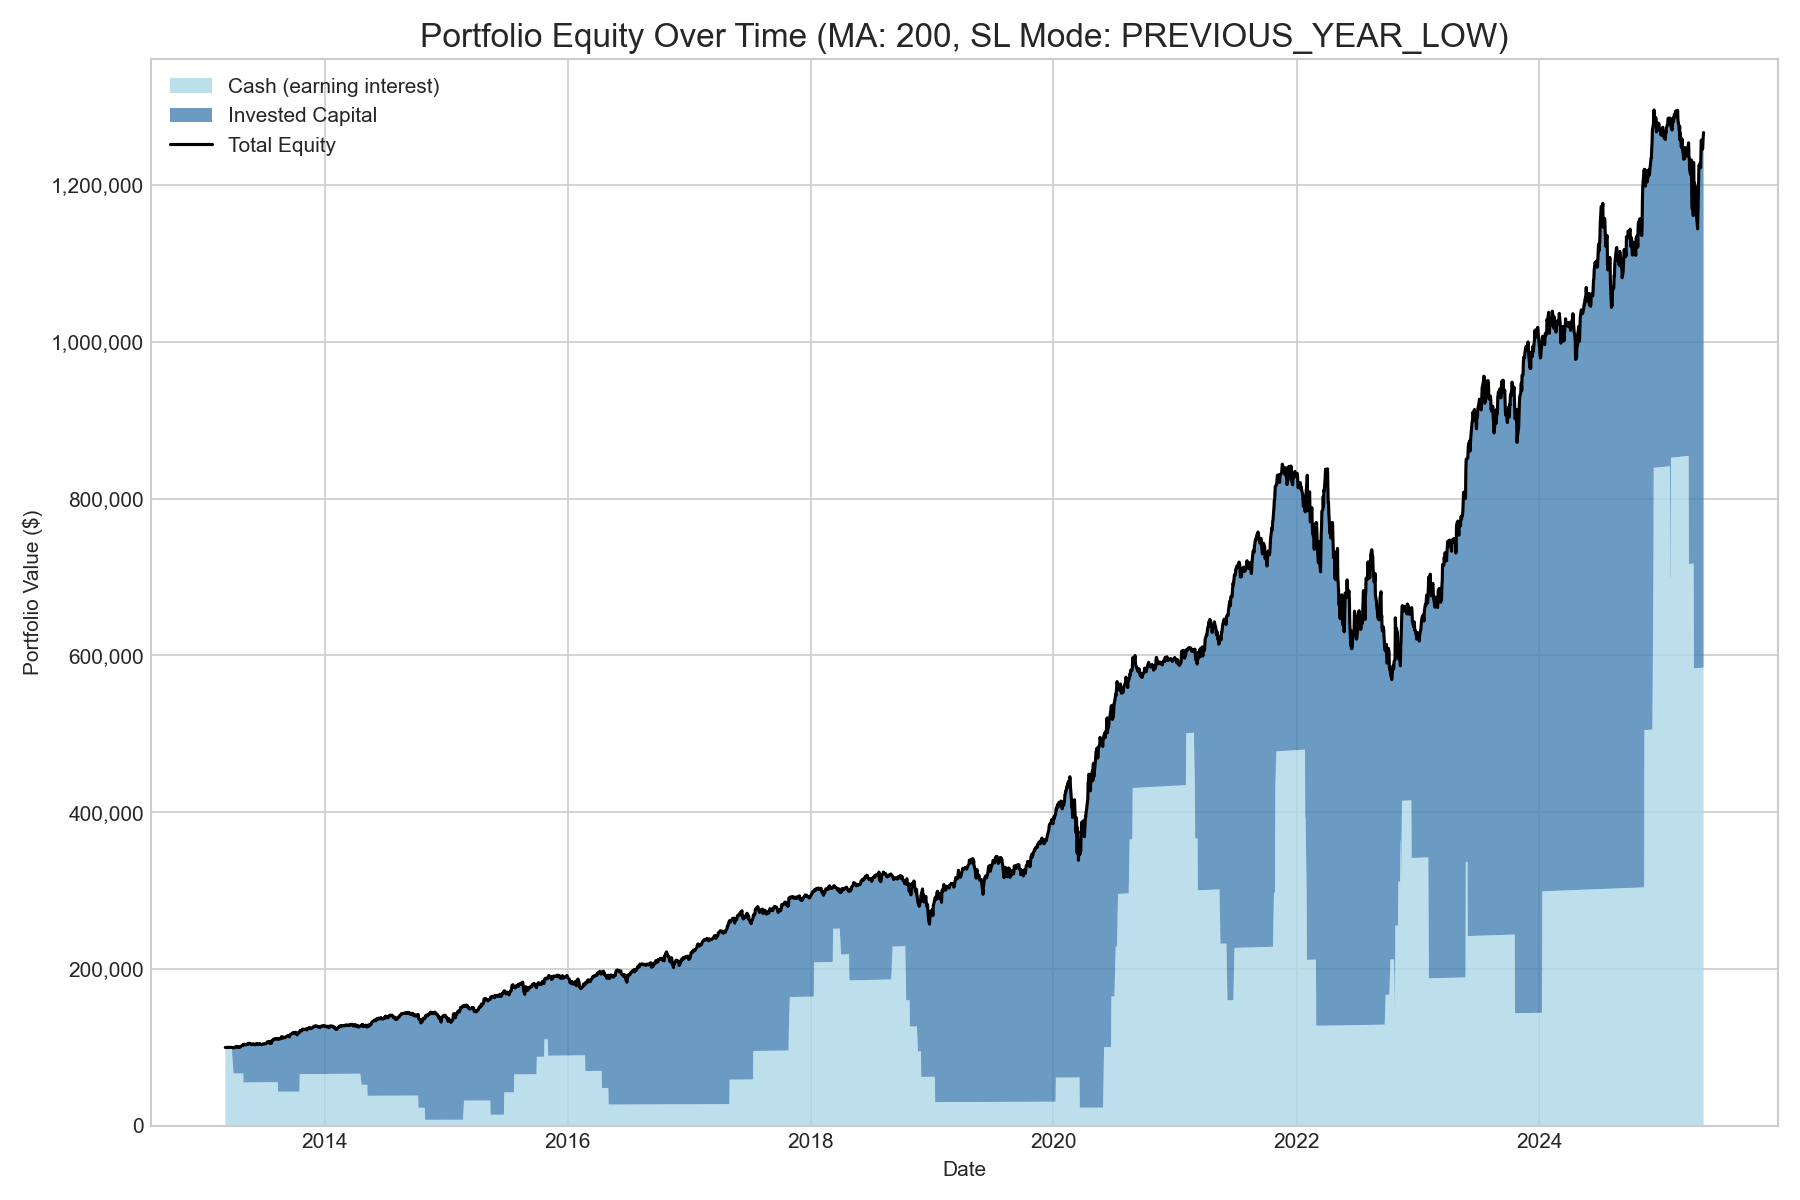 Portfolio Equity Over Time (MA: 200, SL Mode: PREVIOUS_YEAR_LOW)
Cash (earning interest)
Invested Capital
Total Equity
1,200,000
1,000,000
800,000
600,000
400,000
200,000
0
Portfolio Value ($)
2014 2016 2018 2020 2022 2024
Date